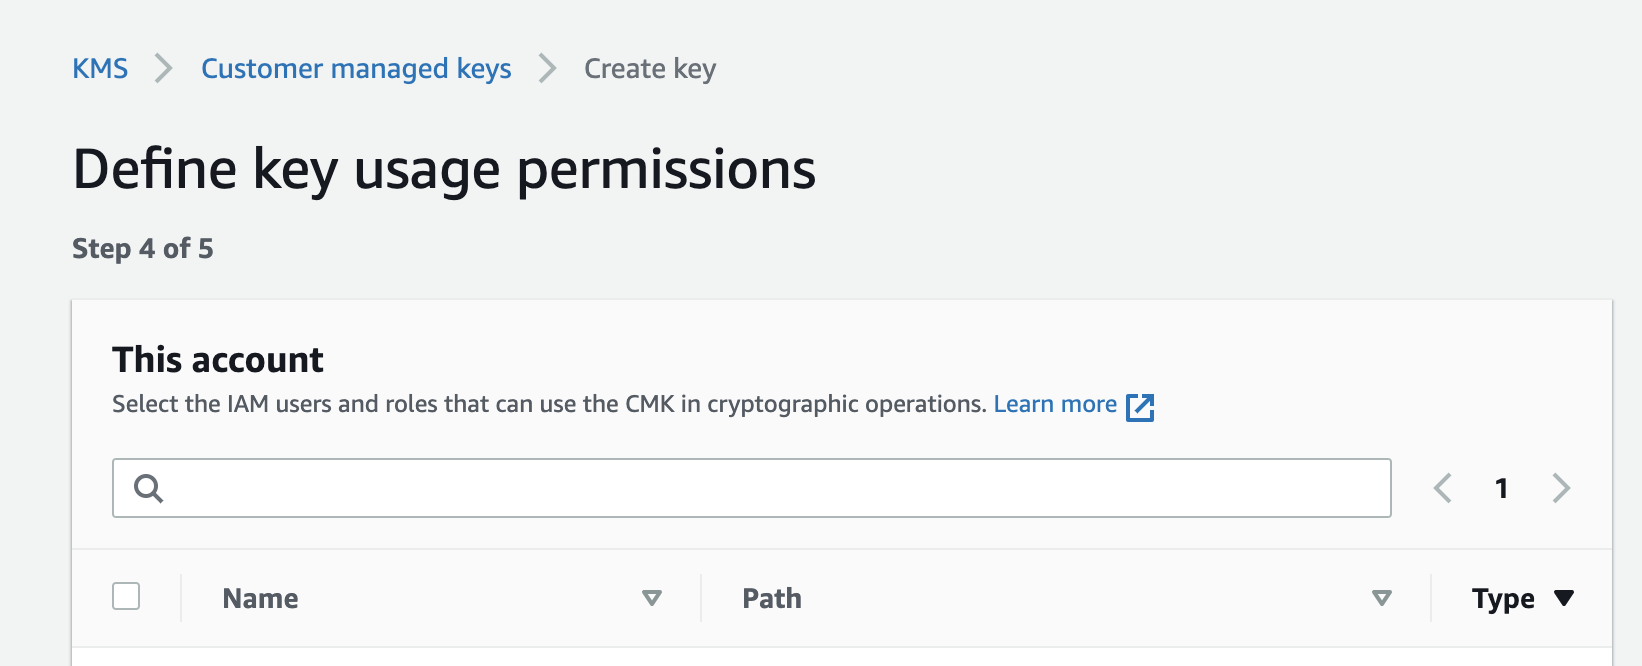 KMS Customer managed keys Create key
Define key usage permissions
Step 4 of 5
This account
Select the IAM users and roles that can use the CMK in cryptographic operations. Learn more
1
Name Path Type